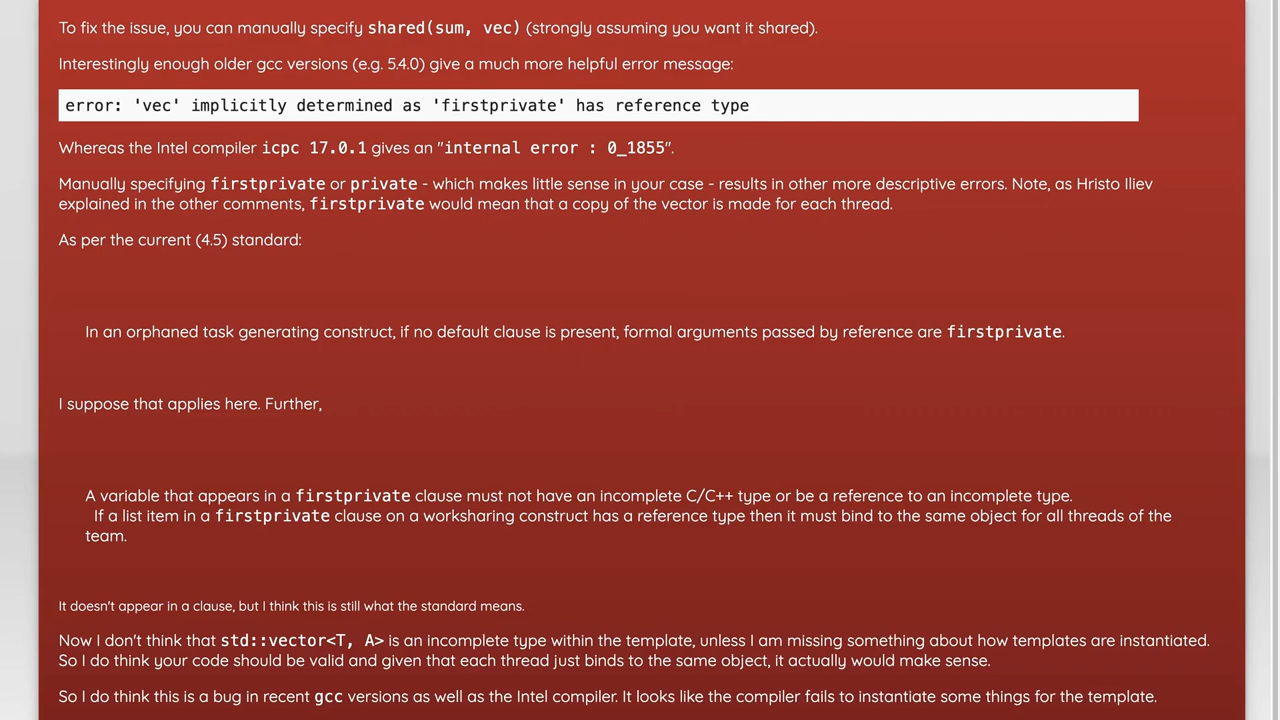 To fix the issue, you can manually specify shared(sum, vec) (strongly assuming you want it shared).
Interestingly enough older gcc versions (e.g. 5.4.0) give a much more helpful error message:
error: 'vec' implicitly determined as 'firstprivate' has reference type
Whereas the Intel compiler icpc 17.0.1 gives an "internal error : 0_1855".
Manually specifying firstprivate or private - which makes little sense in your case - results in other more descriptive errors. Note, as Hristo Iliev
explained in the other comments, firstprivate would mean that a copy of the vector is made for each thread.
As per the current (4.5) standard:
In an orphaned task generating construct, if no default clause is present, formal arguments passed by reference are firstprivate.
I suppose that applies here. Further,
A variable that appears in a firstprivate clause must not have an incomplete C/C++ type or be a reference to an incomplete type.
If a list item in a firstprivate clause on a worksharing construct has a reference type then it must bind to the same object for all threads of the
team.
It doesn't appear in a clause, but I think this is still what the standard means.
Now I don't think that std::vector<T, A> is an incomplete type within the template, unless I am missing something about how templates are instantiated.
So I do think your code should be valid and given that each thread just binds to the same object, it actually would make sense.
So I do think this is a bug in recent gcc versions as well as the Intel compiler. It looks like the compiler fails to instantiate some things for the template.